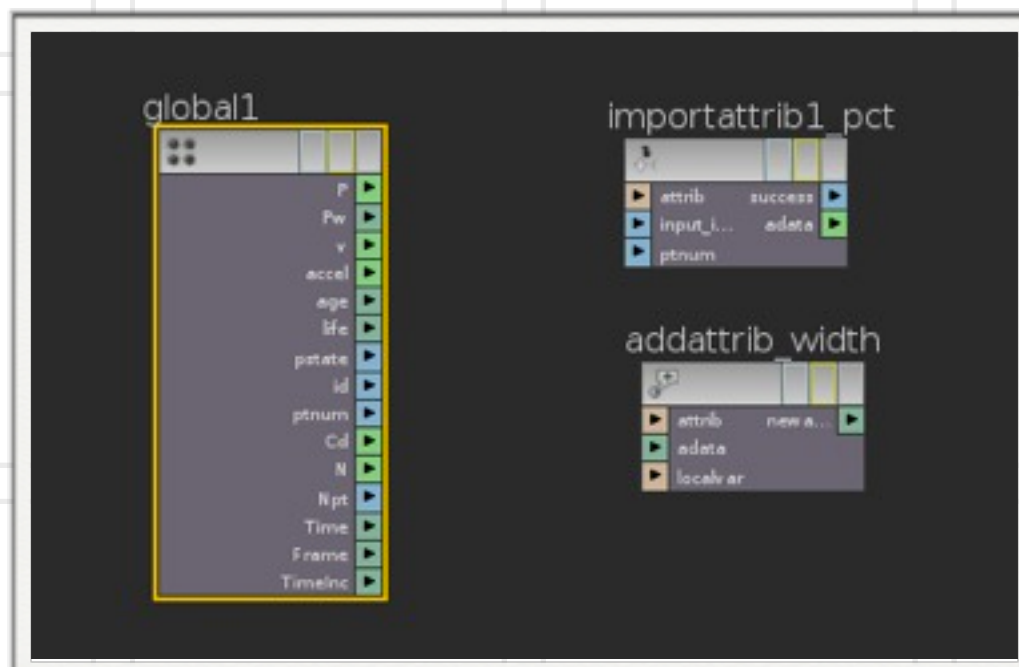 global1
P
Pw
v
accel
age
life
pstate
id
ptnum
Cd
N
Npt
Time
Frame
TimeInc
importattrib1_pct
attrib success
input_i... adata
ptnum
addattrib_width
attrib new a...
adata
localvar